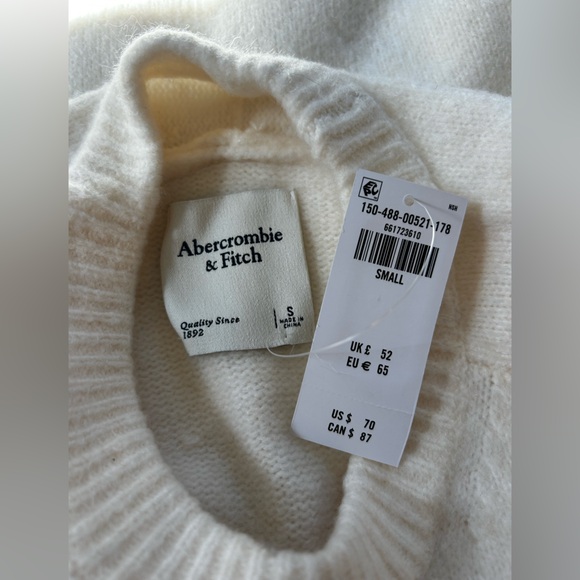 Abercrombie
& Fitch
Quality Since
1892
S
MADE IN
CHINA
150-488-00521-178
661723610
SMALL
UK £ 52
EU € 65
US $ 70
CAN $ 87